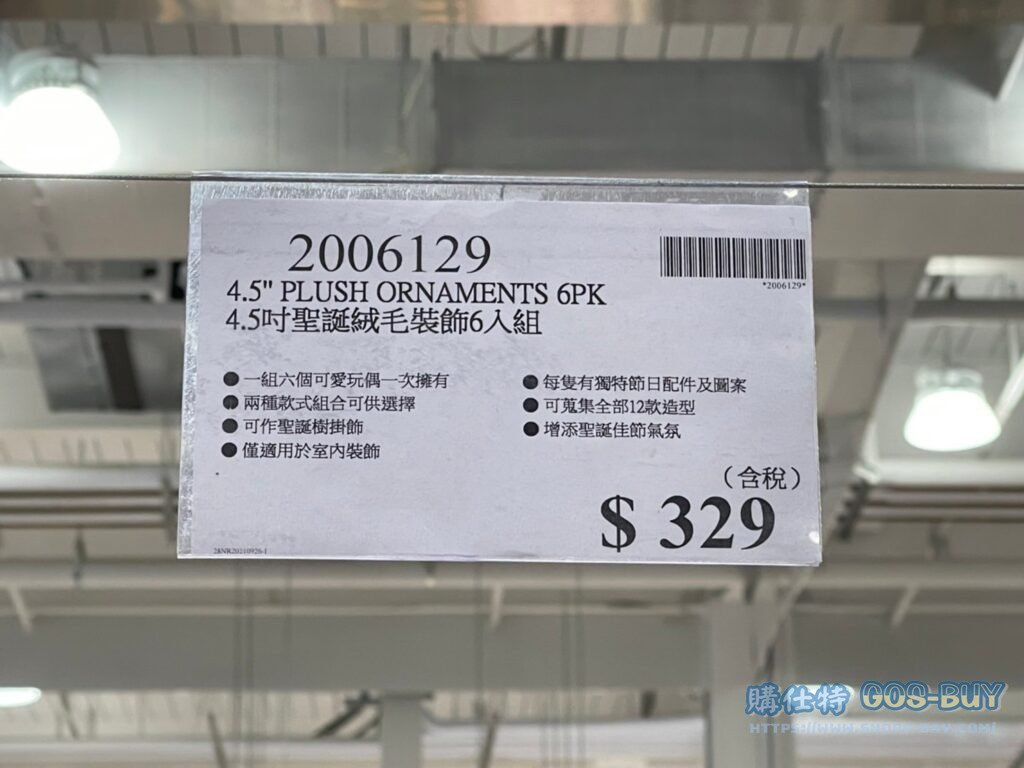 2006129
*2006129*
4.5" PLUSH ORNAMENTS 6PK
4.5吋聖誕絨毛裝飾6入組
●一組六個可愛玩偶一次擁有
●兩種款式組合可供選擇
●可作聖誕樹掛飾
●僅適用於室內裝飾
●每隻有獨特節日配件及圖案
●可蒐集全部12款造型
●增添聖誕佳節氣氛
(含稅)
$ 329
購仕特 GOS-BUY